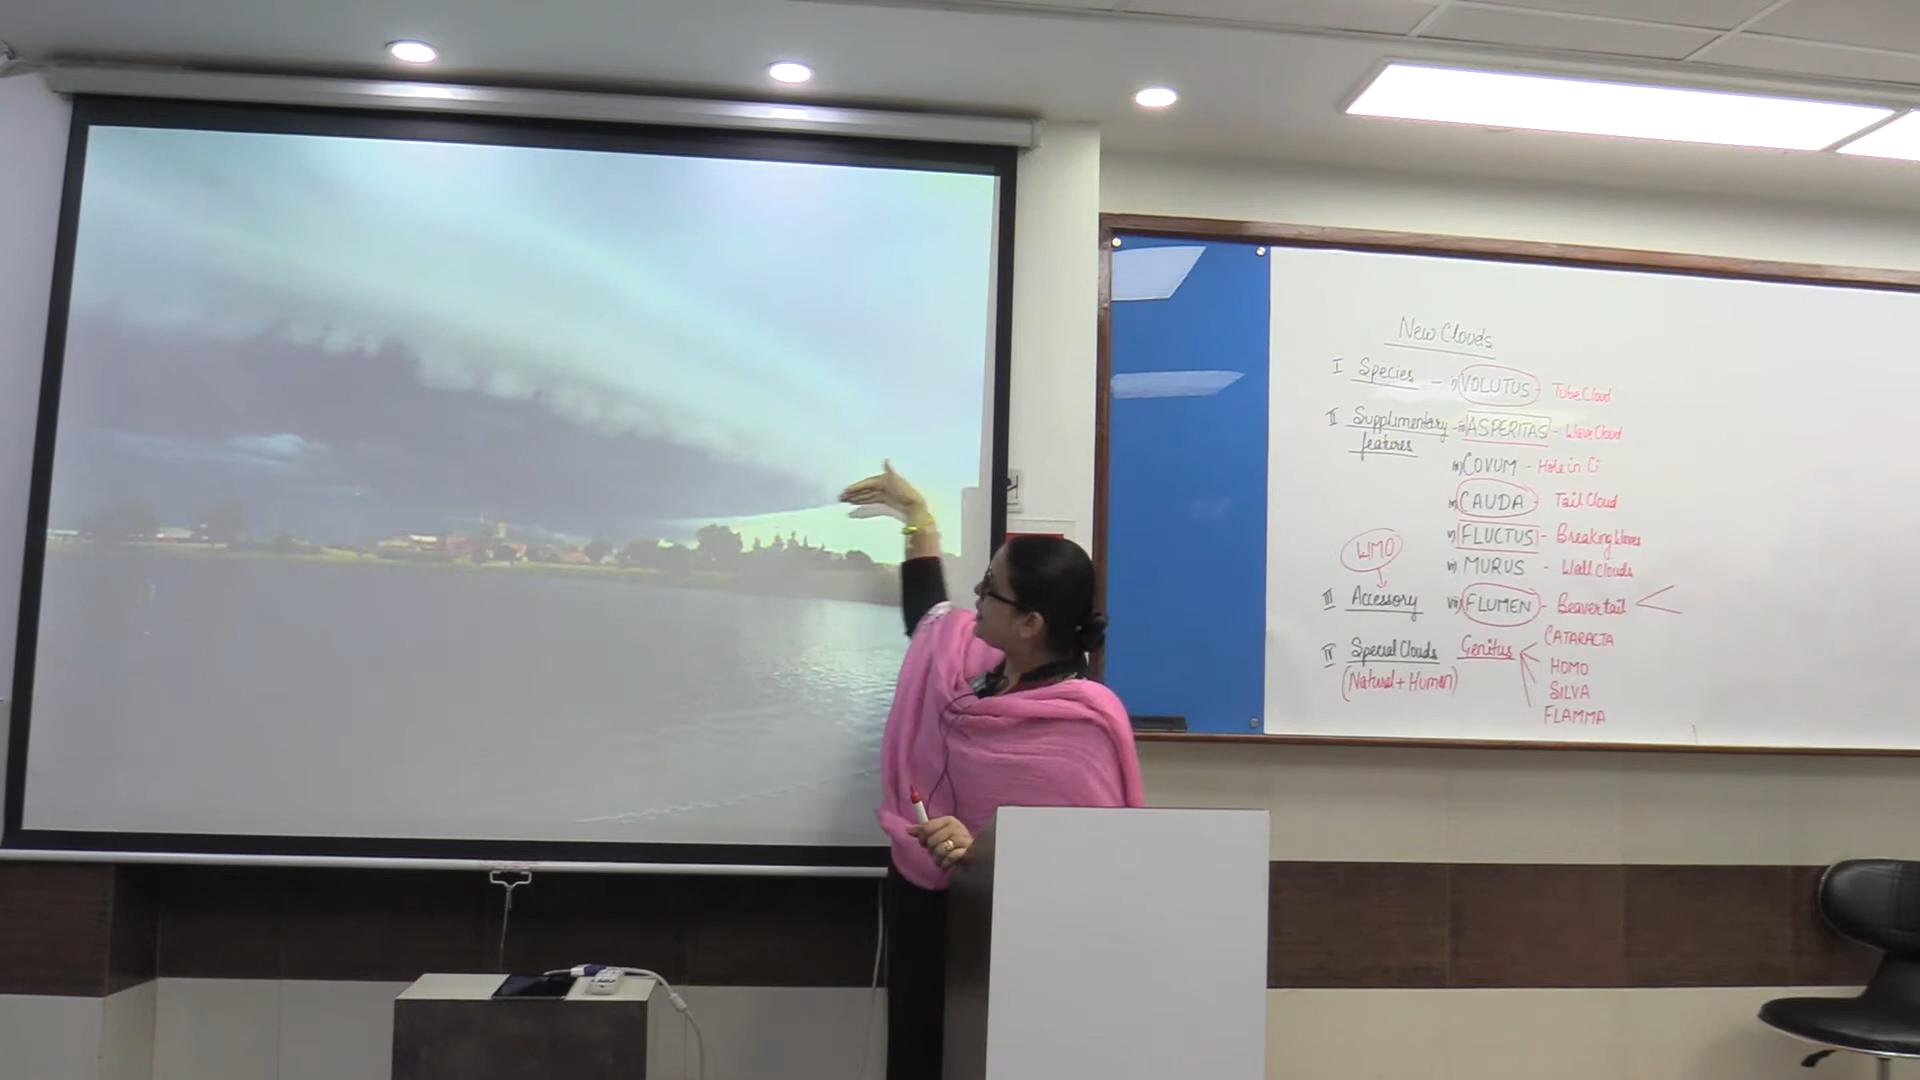 New Clouds
I Species - i) VOLUTUS - Tube Cloud
II Supplimentary features - ii) ASPERITAS - Wave Cloud
iii) COVUM - Hole in Ci
iv) CAUDA - Tail Cloud
v) FLUCTUS - Breaking Waves
WMO
vi) MURUS - Wall Clouds
III Accessory vii) FLUMEN - Beaver tail
IV Special Clouds Genitus CATARACTA
(Natural + Human) HOMO
SILVA
FLAMMA